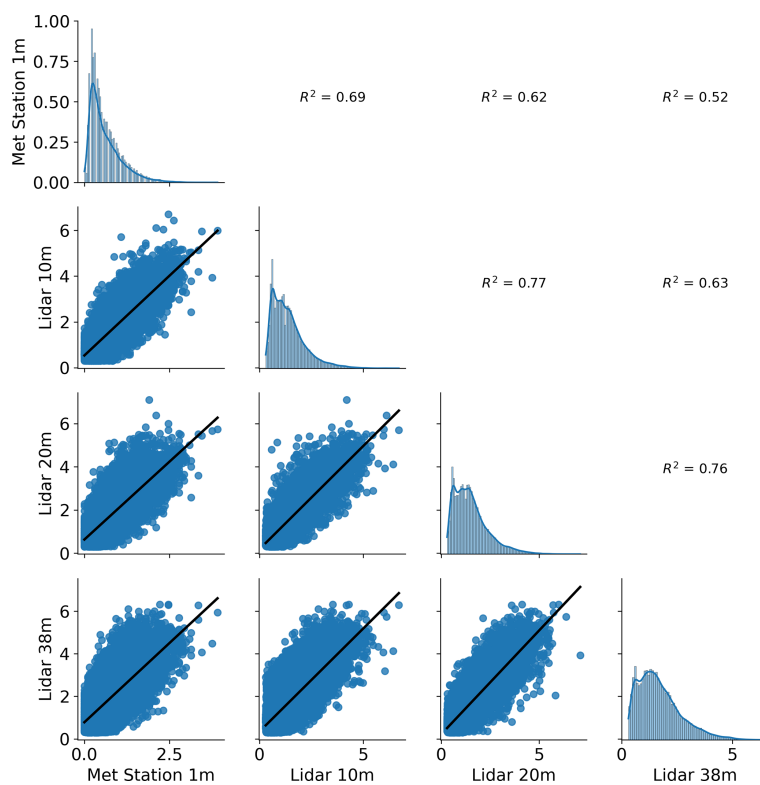 1.00
0.75
0.50
0.25
0.00
Met Station 1m
R² = 0.69
R² = 0.62
R² = 0.52
6
4
2
0
Lidar 10m
R² = 0.77
R² = 0.63
6
4
2
0
Lidar 20m
R² = 0.76
6
4
2
0
Lidar 38m
0.0 2.5 0 5 0 5 0 5
Met Station 1m Lidar 10m Lidar 20m Lidar 38m